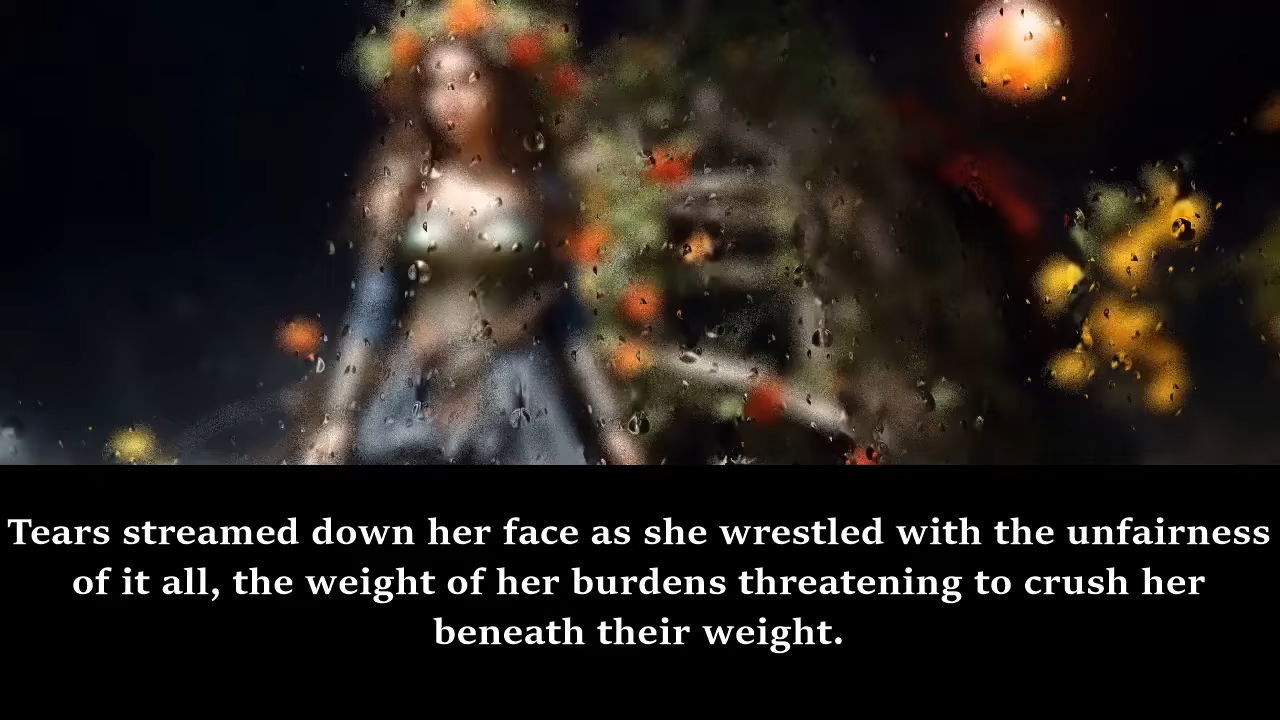 Tears streamed down her face as she wrestled with the unfairness
of it all, the weight of her burdens threatening to crush her
beneath their weight.